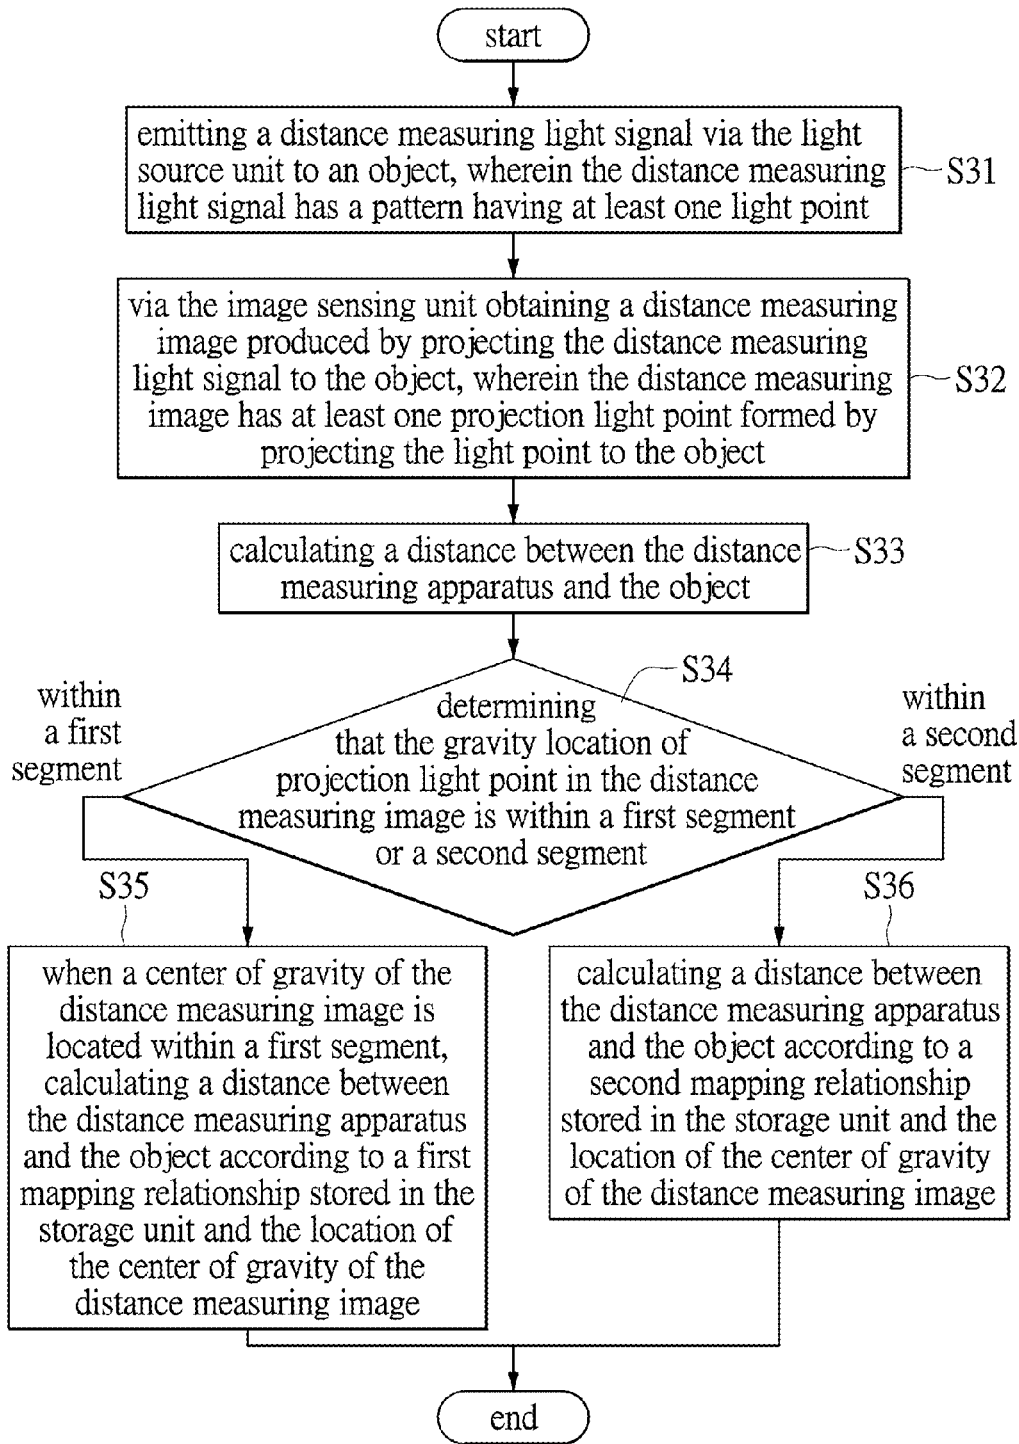 start
emitting a distance measuring light signal via the light
source unit to an object, wherein the distance measuring
light signal has a pattern having at least one light point
S31
via the image sensing unit obtaining a distance measuring
image produced by projecting the distance measuring
light signal to the object, wherein the distance measuring
image has at least one projection light point formed by
projecting the light point to the object
S32
calculating a distance between the distance
measuring apparatus and the object
S33
S34
determining
that the gravity location of
projection light point in the distance
measuring image is within a first segment
or a second segment
within
a first
segment
within
a second
segment
S35
when a center of gravity of the
distance measuring image is
located within a first segment,
calculating a distance between
the distance measuring apparatus
and the object according to a first
mapping relationship stored in the
storage unit and the location of
the center of gravity of the
distance measuring image
S36
calculating a distance between
the distance measuring apparatus
and the object according to a
second mapping relationship
stored in the storage unit and the
location of the center of gravity
of the distance measuring image
end